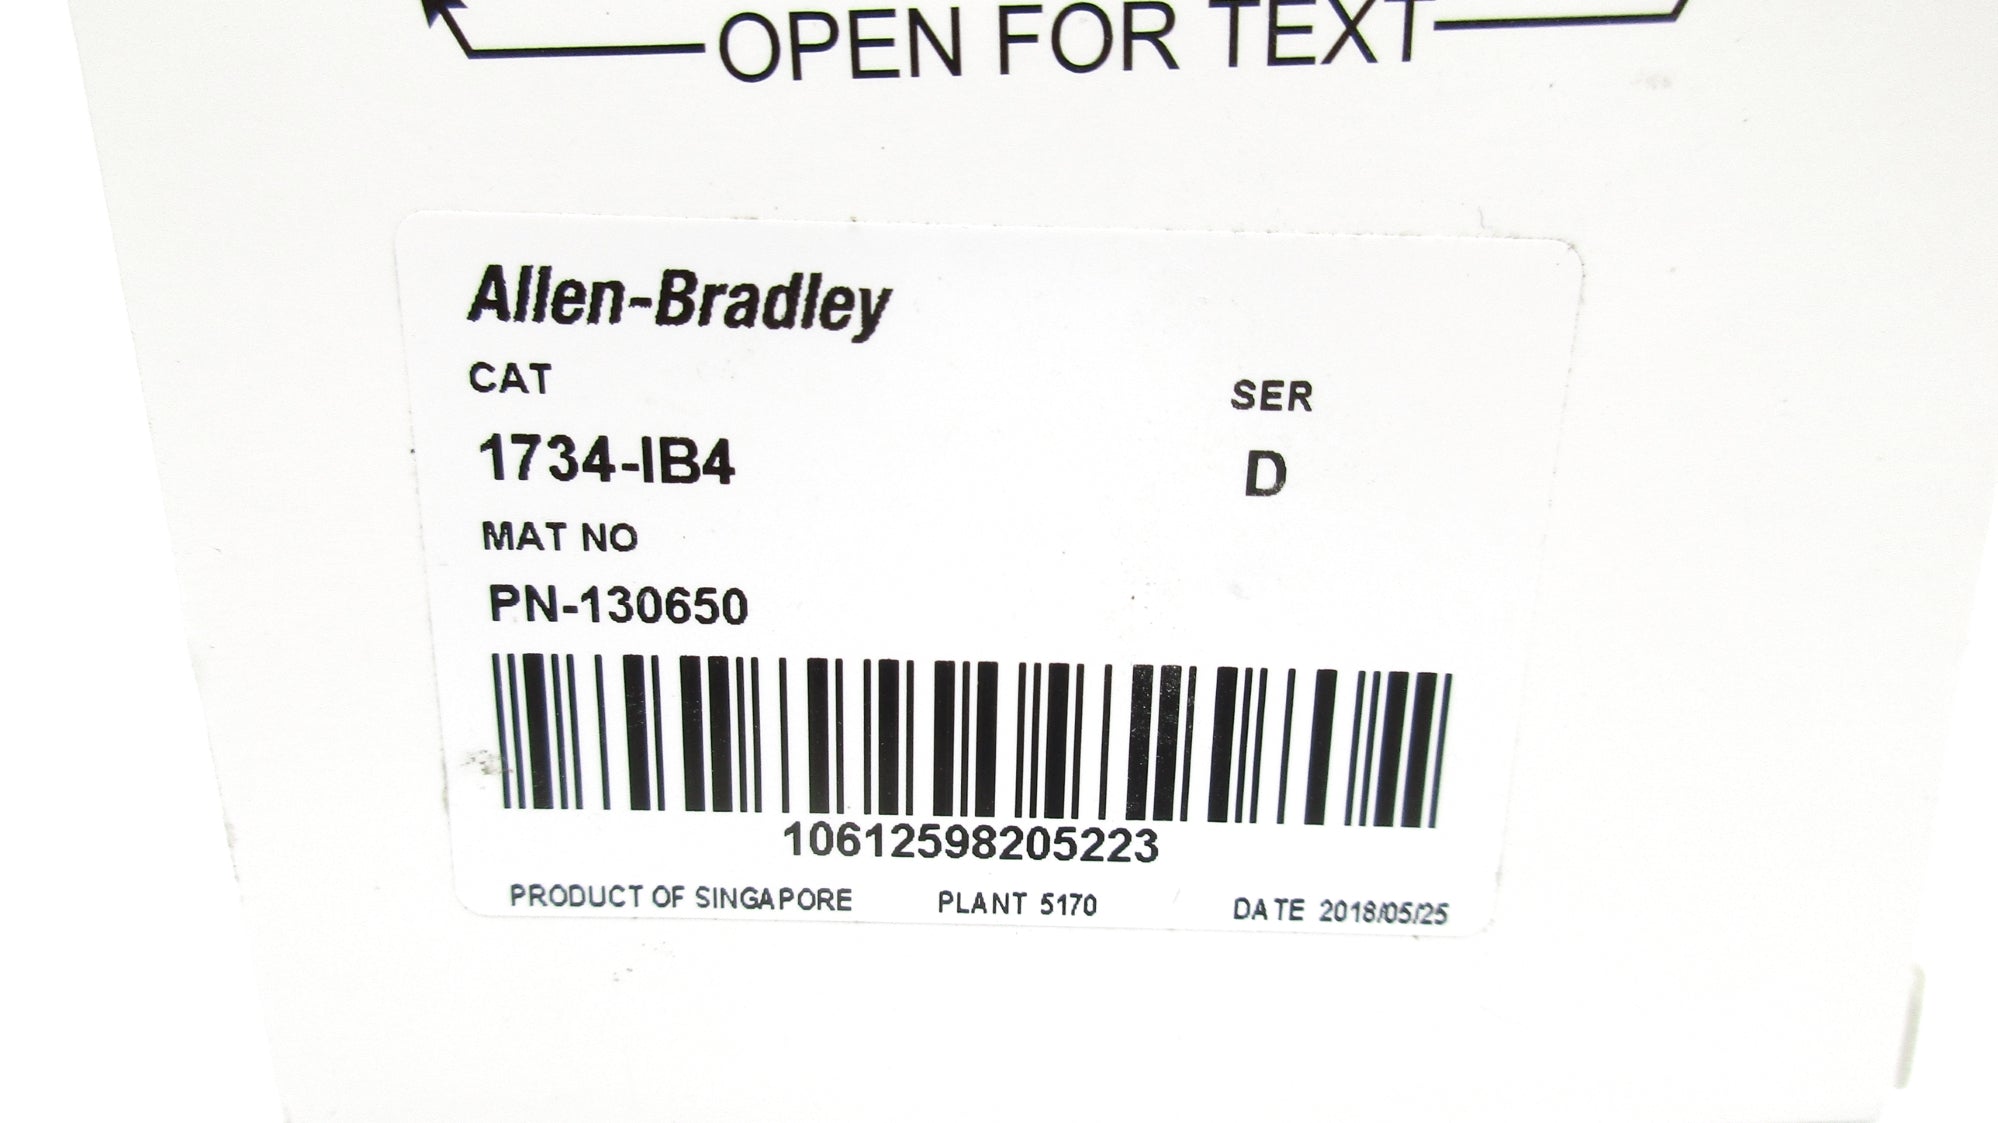 OPEN FOR TEXT
Allen-Bradley
CAT
SER
1734-IB4
D
MAT NO
PN-130650
10612598205223
PRODUCT OF SINGAPORE PLANT 5170 DATE 2018/05/25